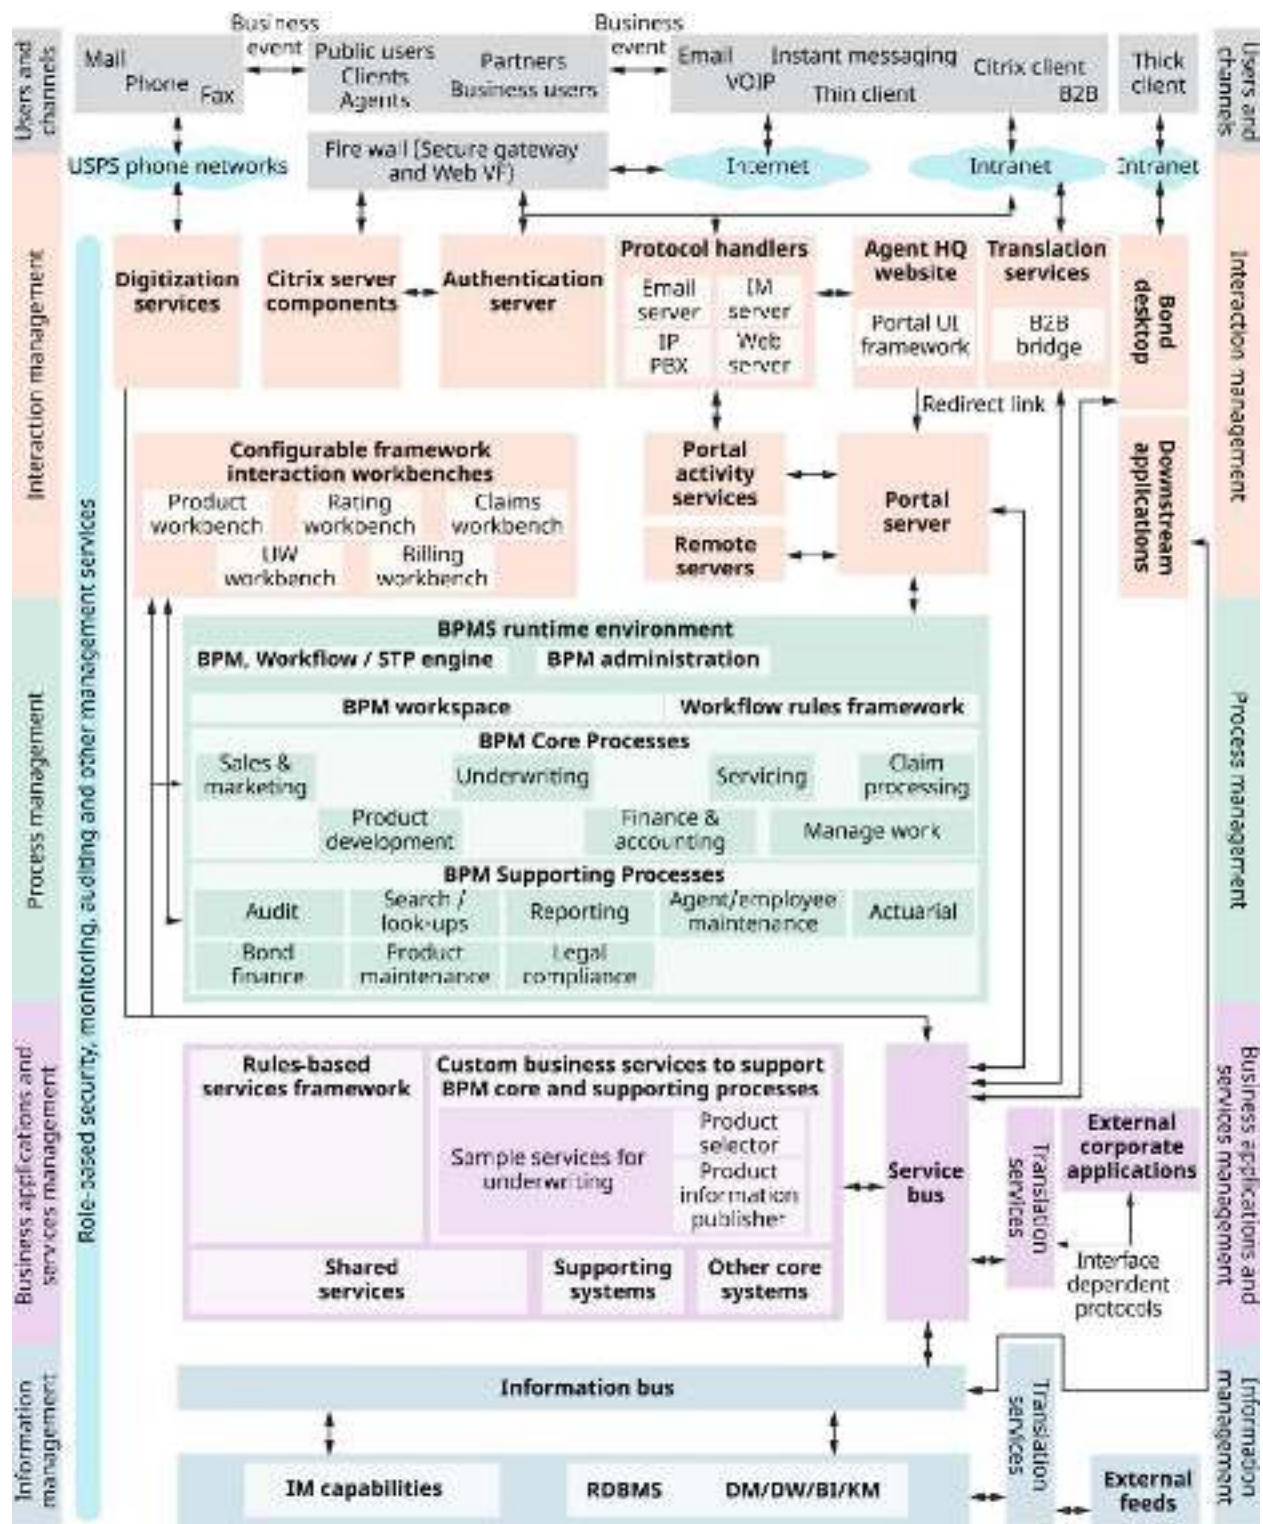 Users and
channels
Mail
Phone
Fax
Business
event
Public users
Clients
Agents
Partners
Business users
Business
event
Email
VOIP
Instant messaging
Thin client
Citrix client
B2B
Thick
client
Users and
channels
USPS phone networks
Fire wall (Secure gateway
and Web VF)
Internet
Intranet
Intranet
Interaction management
Role-based security, monitoring, auditing and other management services
Digitization
services
Citrix server
components
Authentication
server
Protocol handlers
Email
server
IM
server
IP
PBX
Web
server
Agent HQ
website
Portal UI
framework
Translation
services
B2B
bridge
Bond
desktop
Interaction management
Redirect link
Configurable framework
interaction workbenches
Product
workbench
Rating
workbench
Claims
workbench
UW
workbench
Billing
workbench
Portal
activity
services
Remote
servers
Portal
server
Downstream
applications
Process management
BPMS runtime environment
BPM, Workflow / STP engine
BPM administration
BPM workspace
Workflow rules framework
BPM Core Processes
Sales &
marketing
Underwriting
Servicing
Claim
processing
Product
development
Finance &
accounting
Manage work
BPM Supporting Processes
Audit
Search /
look-ups
Reporting
Agent/employee
maintenance
Actuarial
Bond
finance
Product
maintenance
Legal
compliance
Process management
Business applications and
services management
Rules-based
services framework
Custom business services to support
BPM core and supporting processes
Sample services for
underwriting
Product
selector
Product
information
publisher
Shared
services
Supporting
systems
Other core
systems
Service
bus
Translation
services
External
corporate
applications
Interface
dependent
protocols
Business applications and
services management
Information
management
Information bus
IM capabilities
RDBMS
DM/DW/BI/KM
Translation
services
External
feeds
Information
management